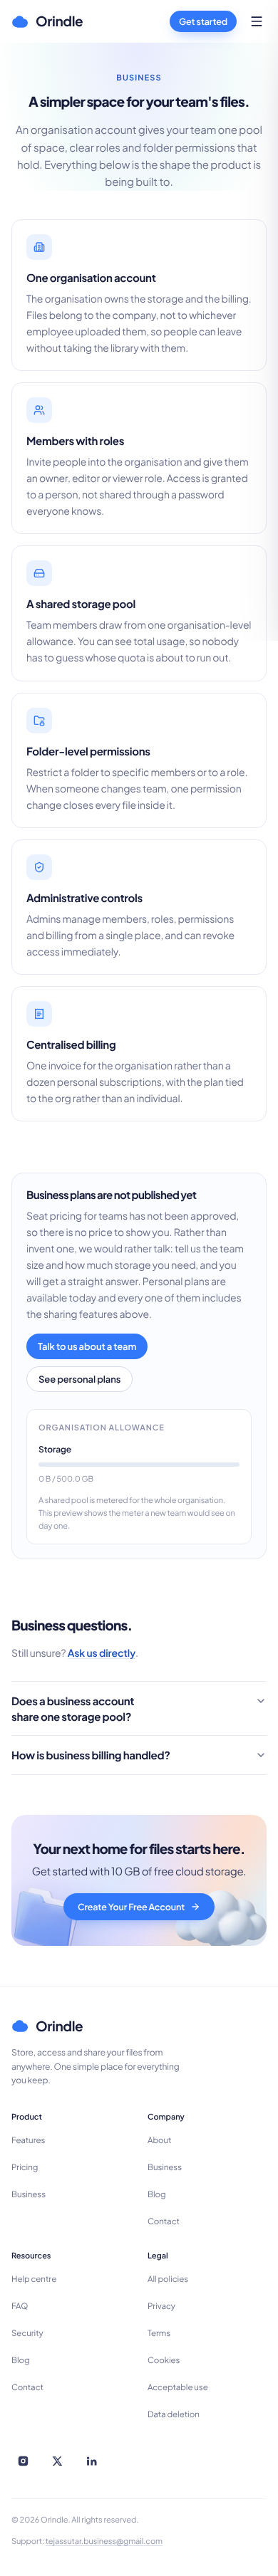 Orindle
Get started
BUSINESS
A simpler space for your team's files.
An organisation account gives your team one pool
of space, clear roles and folder permissions that
hold. Everything below is the shape the product is
being built to.
One organisation account
The organisation owns the storage and the billing.
Files belong to the company, not to whichever
employee uploaded them, so people can leave
without taking the library with them.
Members with roles
Invite people into the organisation and give them
an owner, editor or viewer role. Access is granted
to a person, not shared through a password
everyone knows.
A shared storage pool
Team members draw from one organisation-level
allowance. You can see total usage, so nobody
has to guess whose quota is about to run out.
Folder-level permissions
Restrict a folder to specific members or to a role.
When someone changes team, one permission
change closes every file inside it.
Administrative controls
Admins manage members, roles, permissions
and billing from a single place, and can revoke
access immediately.
Centralised billing
One invoice for the organisation rather than a
dozen personal subscriptions, with the plan tied
to the org rather than an individual.
Business plans are not published yet
Seat pricing for teams has not been approved,
so there is no price to show you. Rather than
invent one, we would rather talk: tell us the team
size and how much storage you need, and you
will get a straight answer. Personal plans are
available today and every one of them includes
the sharing features above.
Talk to us about a team
See personal plans
ORGANISATION ALLOWANCE
Storage
0 B / 500.0 GB
A shared pool is metered for the whole organisation.
This preview shows the meter a new team would see on
day one.
Business questions.
Still unsure? Ask us directly.
Does a business account
share one storage pool?
How is business billing handled?
Your next home for files starts here.
Get started with 10 GB of free cloud storage.
Create Your Free Account
Orindle
Store, access and share your files from
anywhere. One simple place for everything
you keep.
Product
Features
Pricing
Business
Company
About
Business
Blog
Contact
Resources
Help centre
FAQ
Security
Blog
Contact
Legal
All policies
Privacy
Terms
Cookies
Acceptable use
Data deletion
© 2026 Orindle. All rights reserved.
Support: tejassutar.business@gmail.com